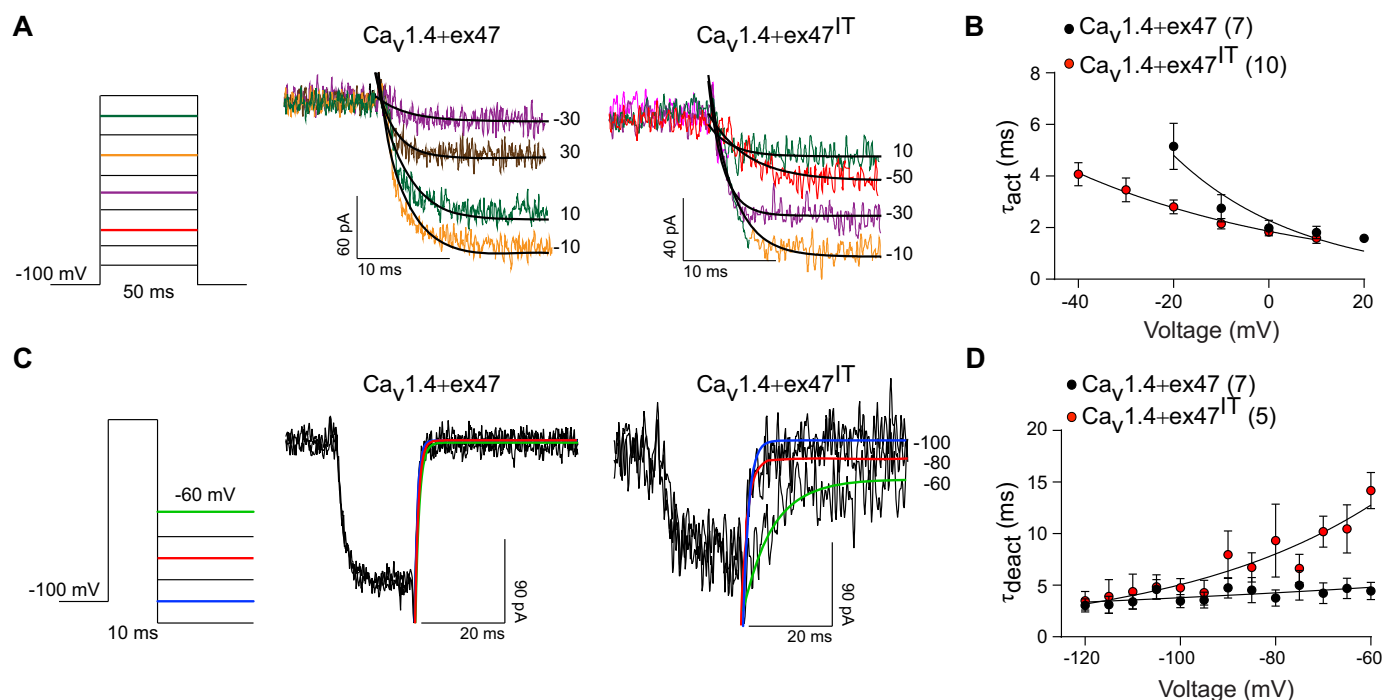 A
Cav1.4+ex47
Cav1.4+ex47IT
-100 mV
50 ms
-30
30
10
-10
60 pA
10 ms
10
-50
-30
-10
40 pA
10 ms
B
Cav1.4+ex47 (7)
Cav1.4+ex47IT (10)
8
6
4
2
0
τact (ms)
-40
-20
0
20
Voltage (mV)
C
Cav1.4+ex47
Cav1.4+ex47IT
-60 mV
-100 mV
10 ms
90 pA
20 ms
-100
-80
-60
90 pA
20 ms
D
Cav1.4+ex47 (7)
Cav1.4+ex47IT (5)
20
15
10
5
0
τdeact (ms)
-120
-100
-80
-60
Voltage (mV)